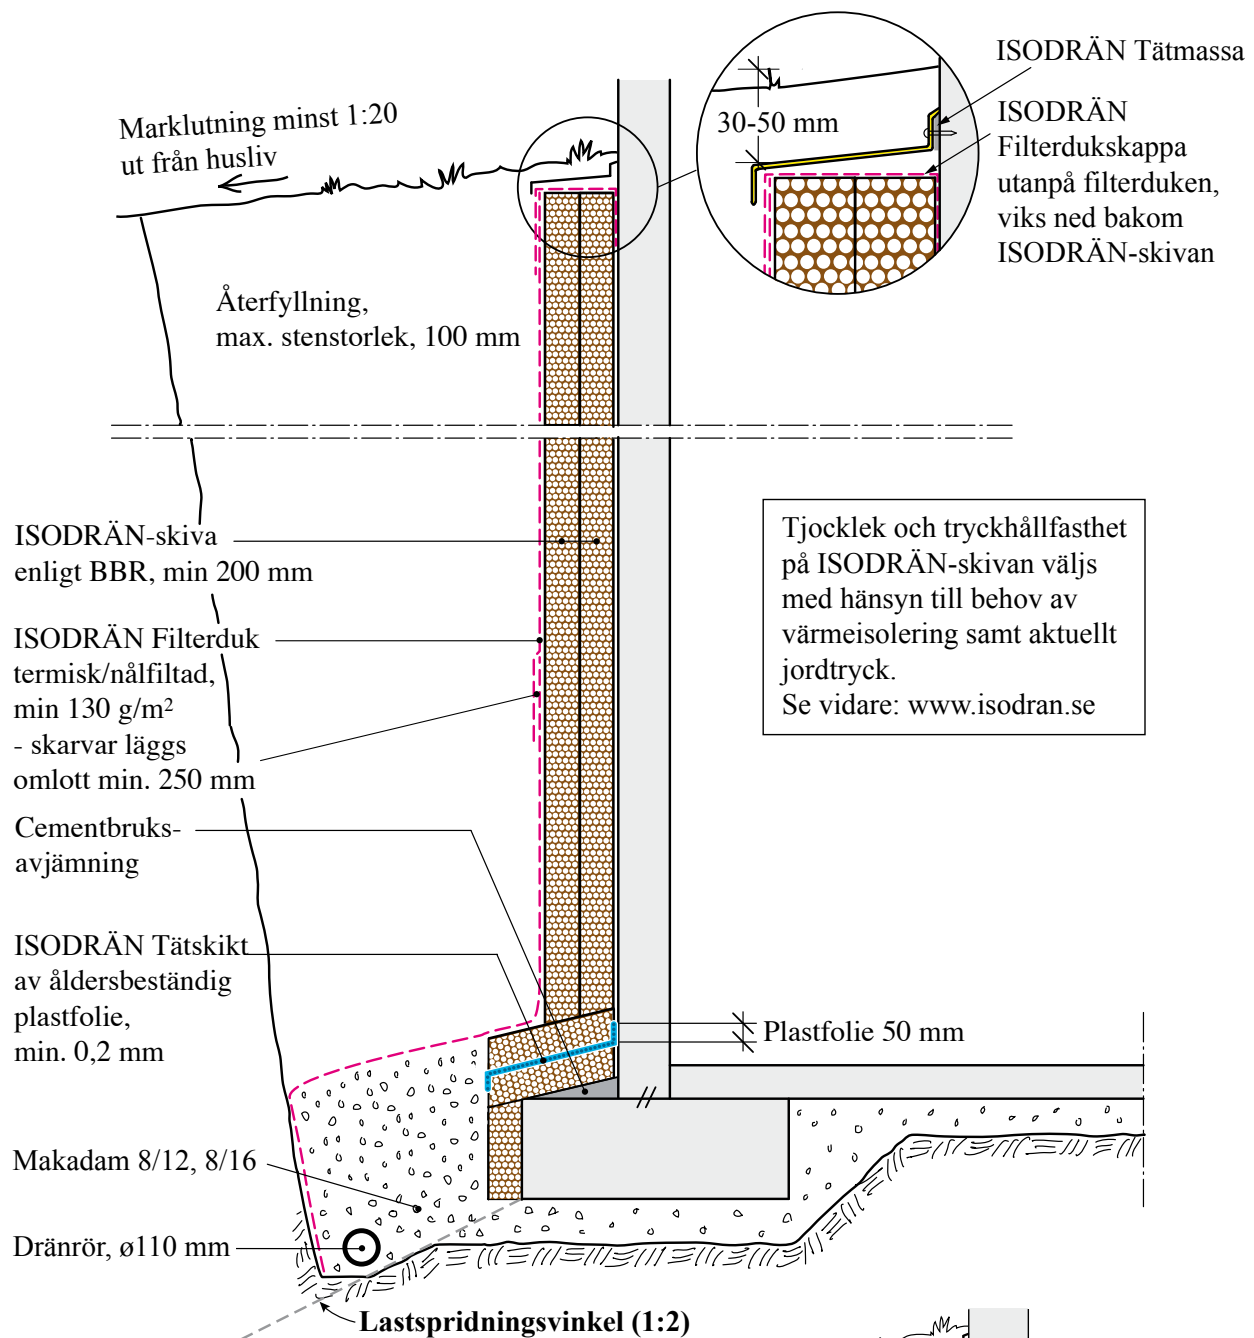 ISODRÄN Tätmassa
ISODRÄN
Filterdukskappa
utanpå filterduken,
viks ned bakom
ISODRÄN-skivan
30-50 mm
Marklutning minst 1:20
ut från husliv
Återfyllning,
max. stenstorlek, 100 mm
ISODRÄN-skiva
enligt BBR, min 200 mm
Tjocklek och tryckhållfasthet
på ISODRÄN-skivan väljs
med hänsyn till behov av
värmeisolering samt aktuellt
jordtryck.
Se vidare: www.isodran.se
ISODRÄN Filterduk
termisk/nålfiltad,
min 130 g/m²
- skarvar läggs
omlott min. 250 mm
Cementbruks-
avjämning
ISODRÄN Tätskikt
av åldersbeständig
plastfolie,
min. 0,2 mm
Plastfolie 50 mm
Makadam 8/12, 8/16
Dränrör, ø110 mm
Lastspridningsvinkel (1:2)